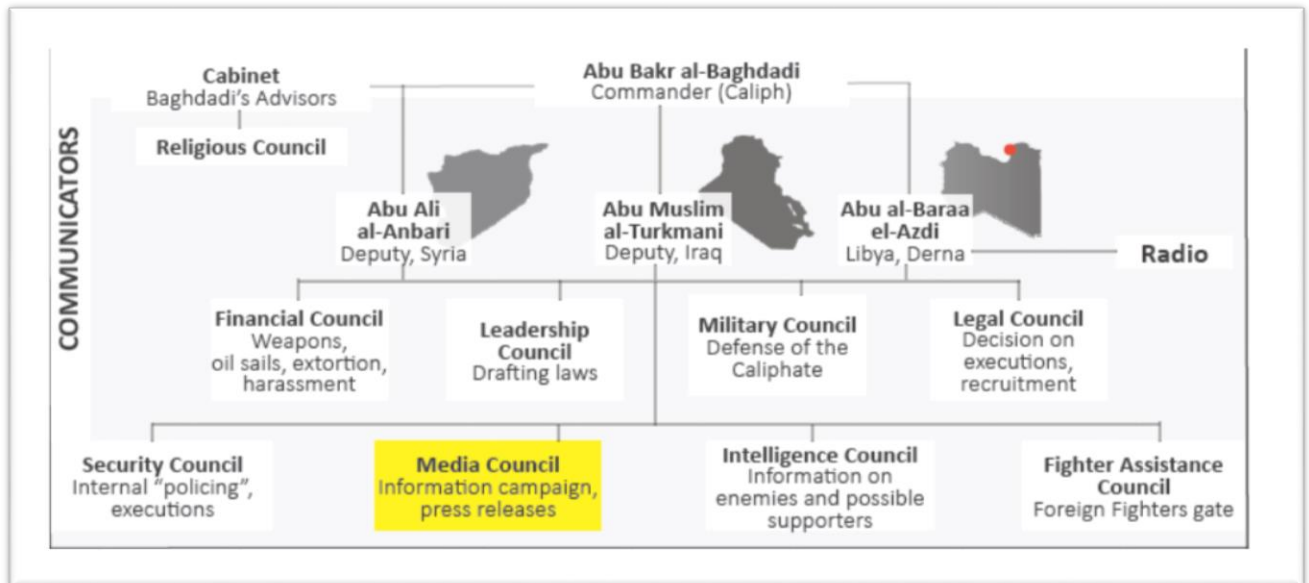 COMMUNICATORS
Cabinet
Baghdadi's Advisors
Religious Council
Abu Bakr al-Baghdadi
Commander (Caliph)
Abu Ali
al-Anbari
Deputy, Syria
Abu Muslim
al-Turkmani
Deputy, Iraq
Abu al-Baraa
el-Azdi
Libya, Derna
Radio
Financial Council
Weapons,
oil sails, extortion,
harassment
Leadership
Council
Drafting laws
Military Council
Defense of the
Caliphate
Legal Council
Decision on
executions,
recruitment
Security Council
Internal "policing",
executions
Media Council
Information campaign,
press releases
Intelligence Council
Information on
enemies and possible
supporters
Fighter Assistance
Council
Foreign Fighters gate